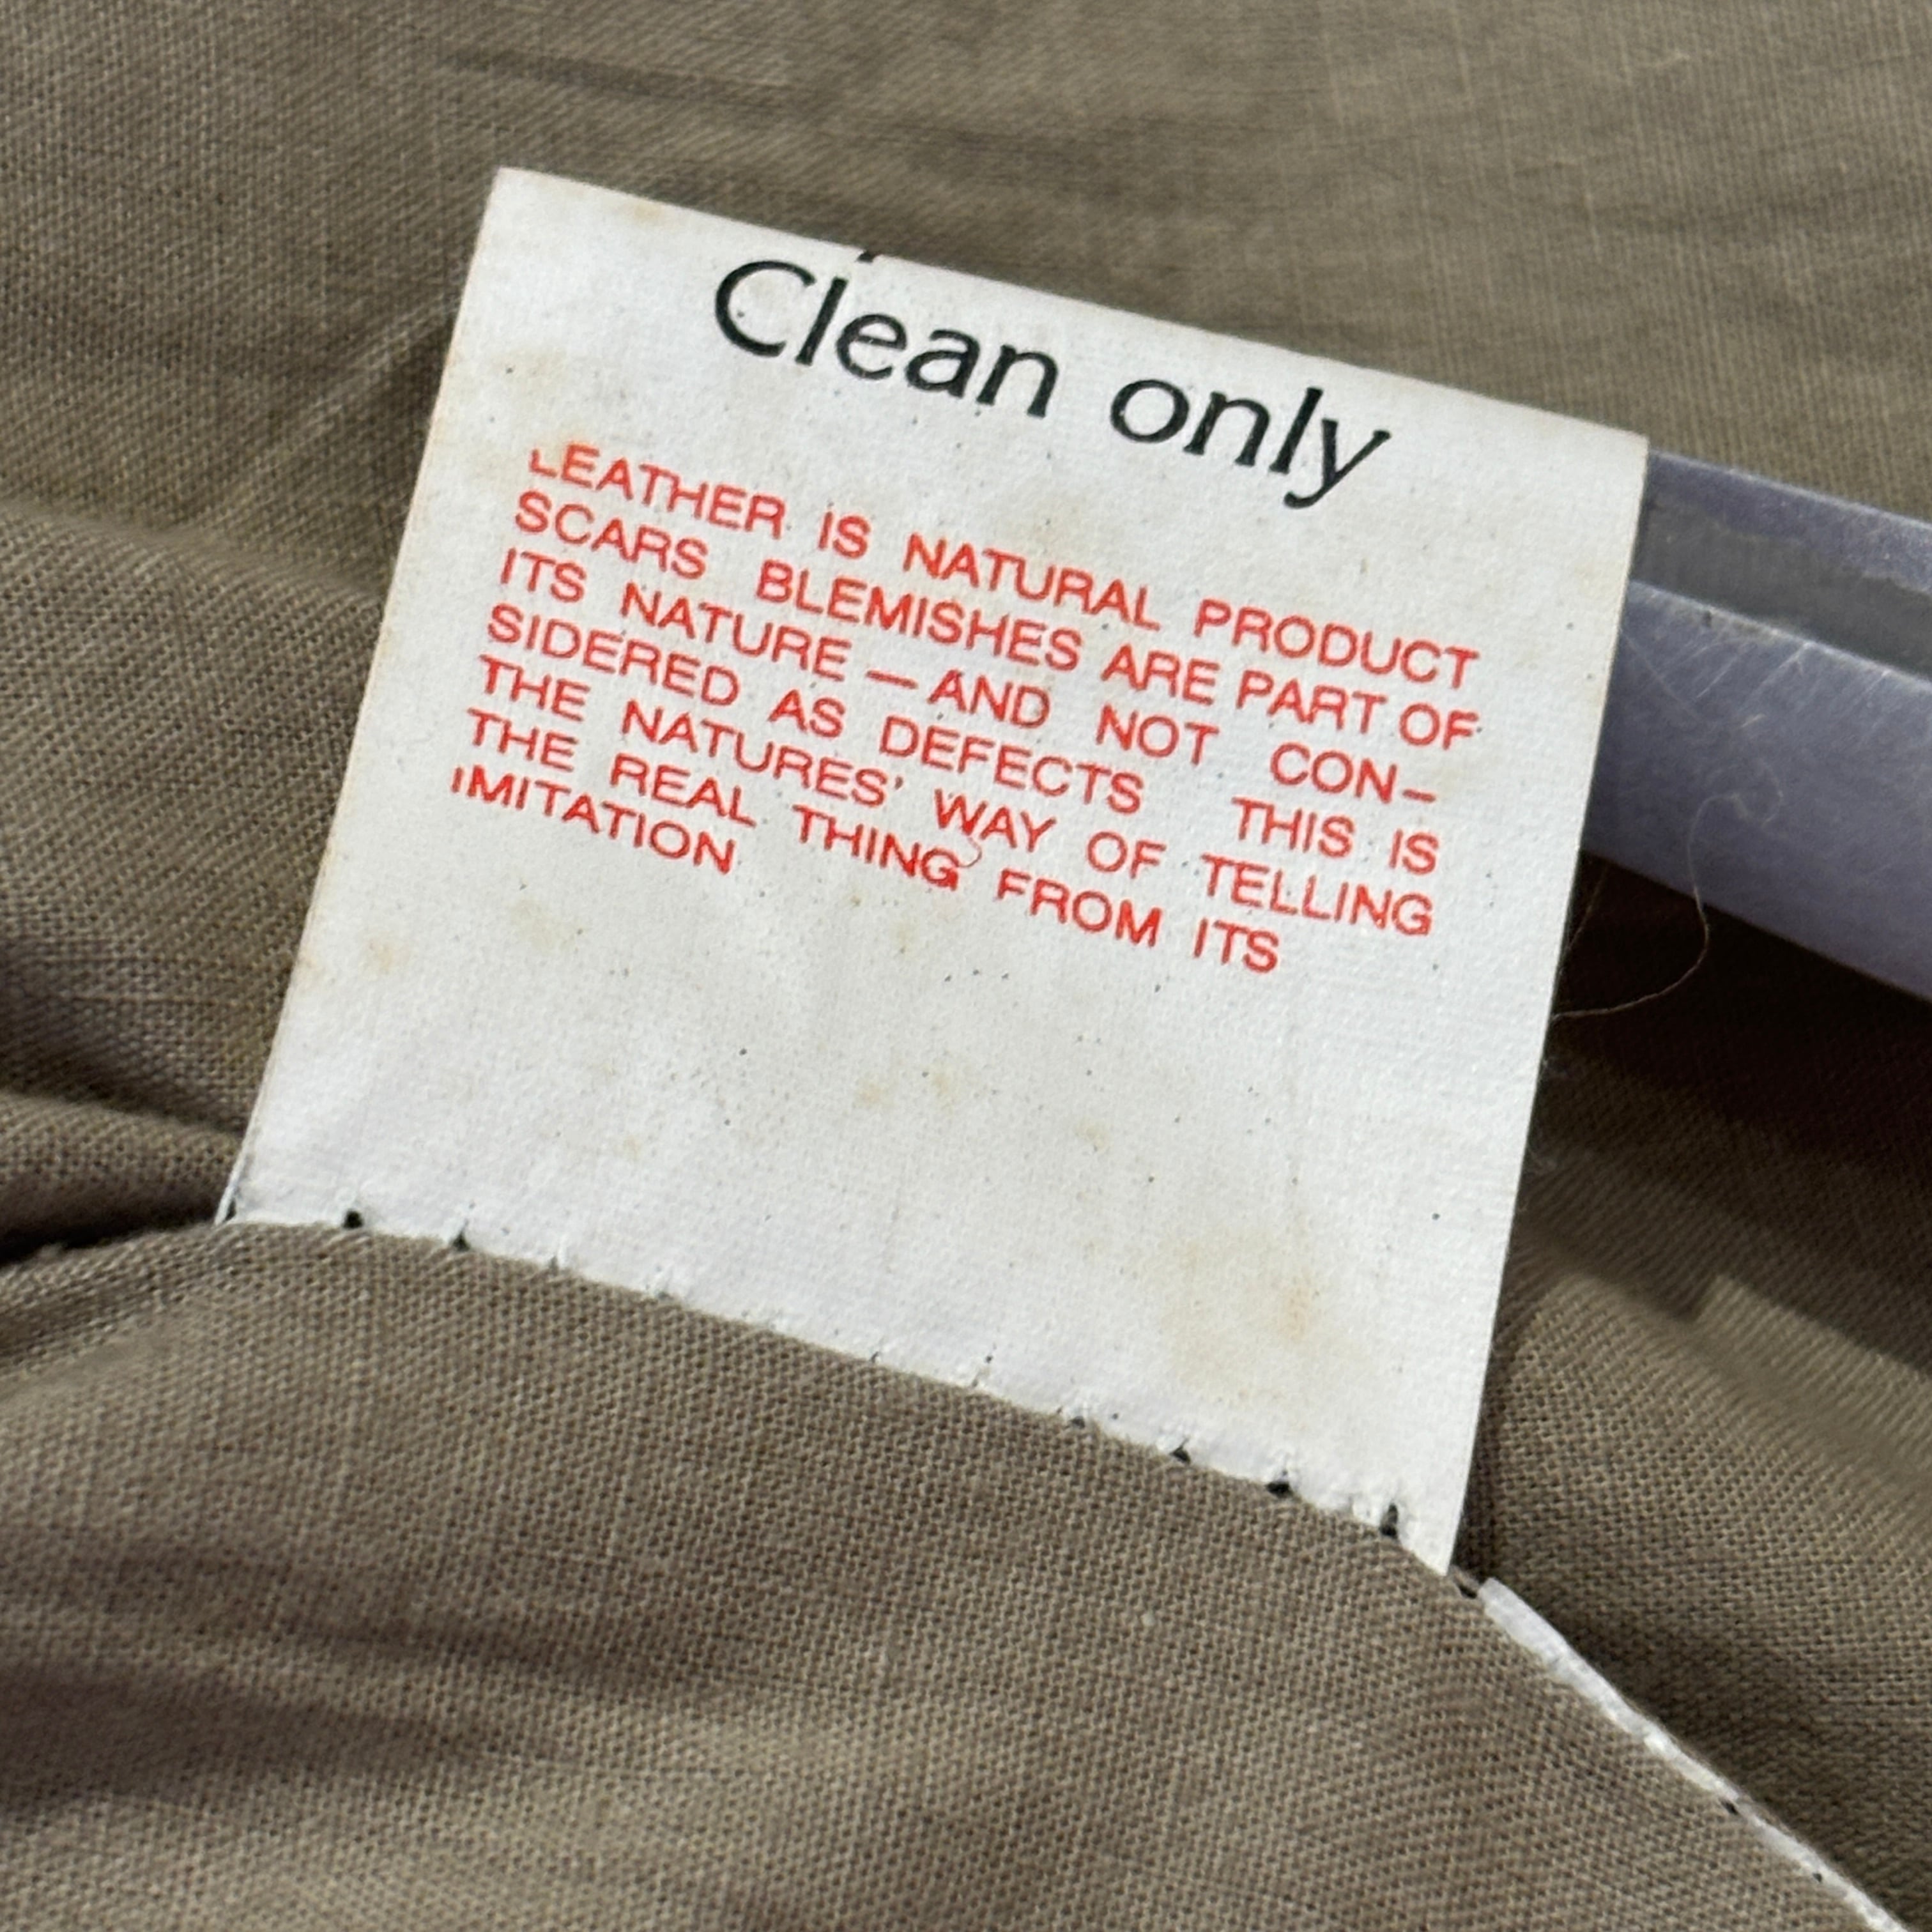 Clean only
LEATHER IS NATURAL PRODUCT
SCARS BLEMISHES ARE PART OF
ITS NATURE — AND NOT CON–
SIDERED AS DEFECTS THIS IS
THE NATURES' WAY OF TELLING
THE REAL THING FROM ITS
IMITATION